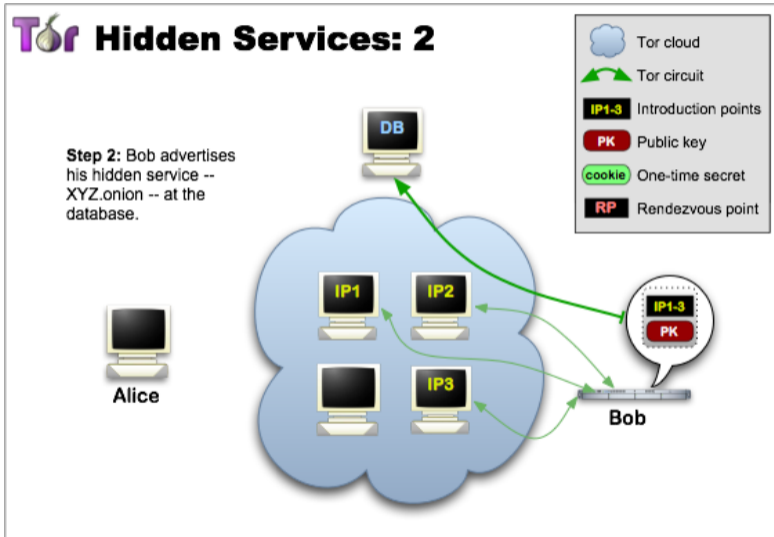 Tor Hidden Services: 2
Step 2: Bob advertises
his hidden service --
XYZ.onion -- at the
database.
DB
Tor cloud
Tor circuit
IP1-3 Introduction points
PK Public key
cookie One-time secret
RP Rendezvous point
IP1
IP2
IP3
IP1-3
PK
Alice
Bob